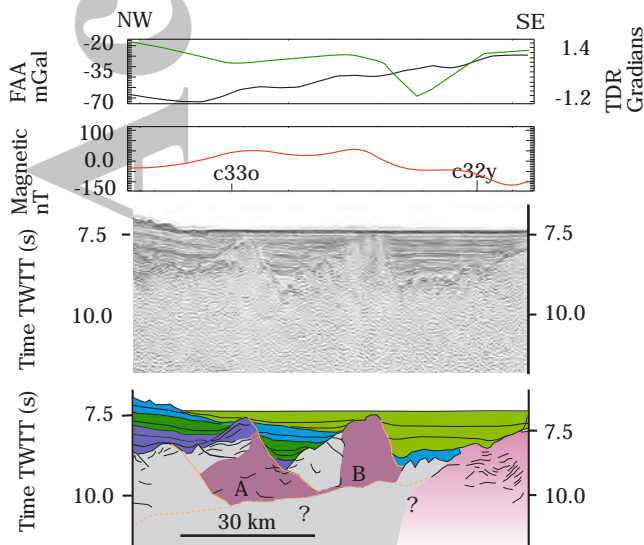 NW SE
-20
-35
-70
FAA
mGal
1.4
-1.2
TDR
Gradians
100
0.0
-150
Magnetic
nT
c33o c32y
7.5 7.5
10.0 10.0
Time TWTT (s)
7.5 7.5
10.0 10.0
Time TWTT (s)
A B
? ?
30 km
A c